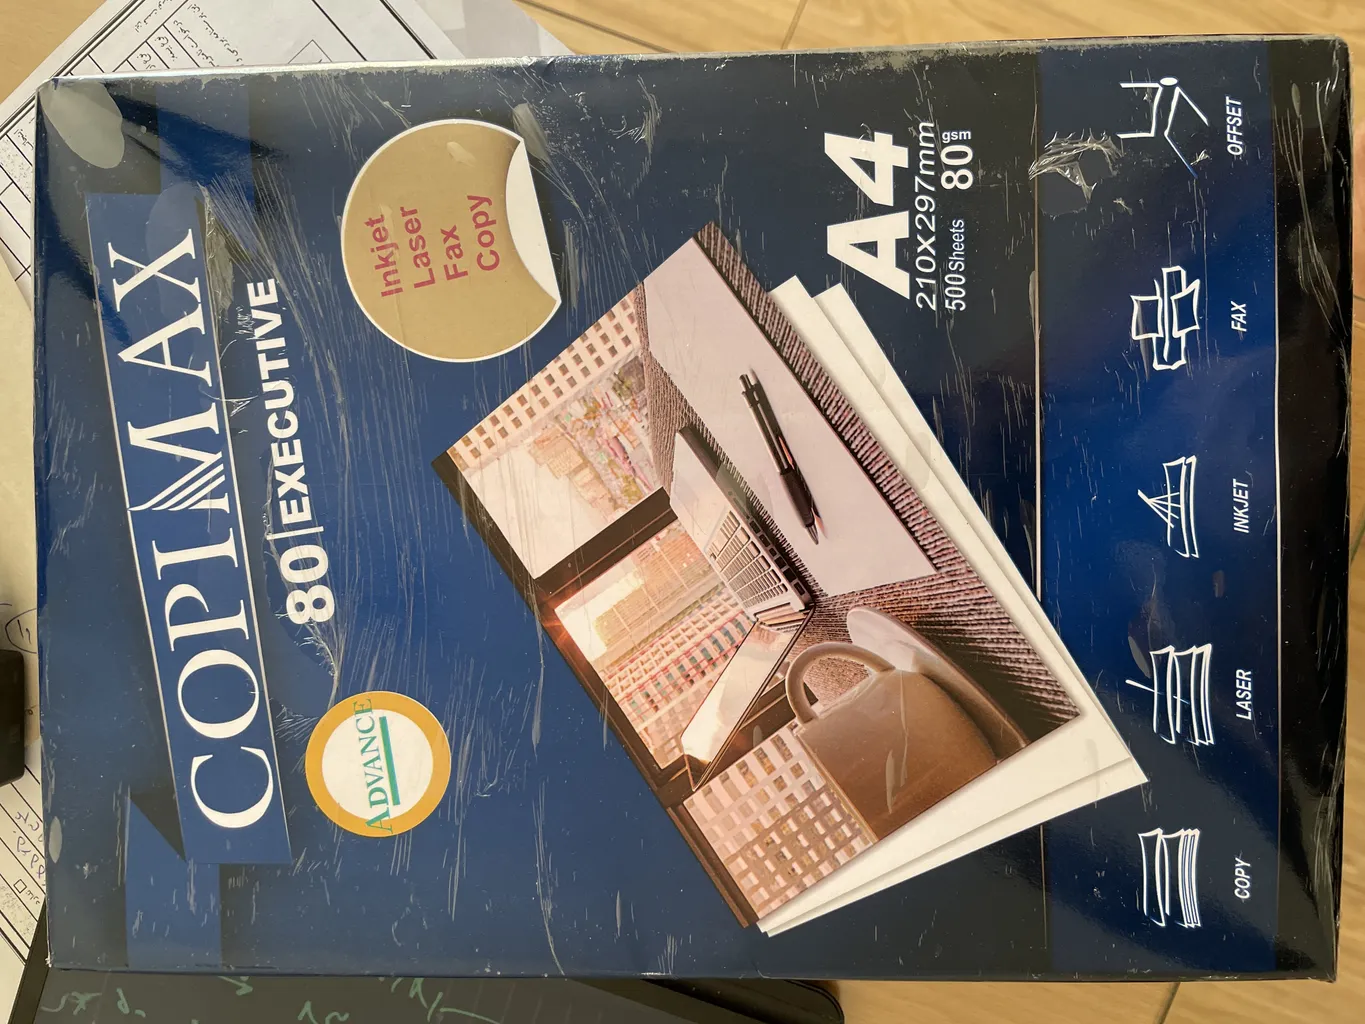 COPIMAX
80 | EXECUTIVE
ADVANCE
Inkjet
Laser
Fax
Copy
A4
210X297mm
500 Sheets 80 gsm
COPY
LASER
INKJET
FAX
OFFSET